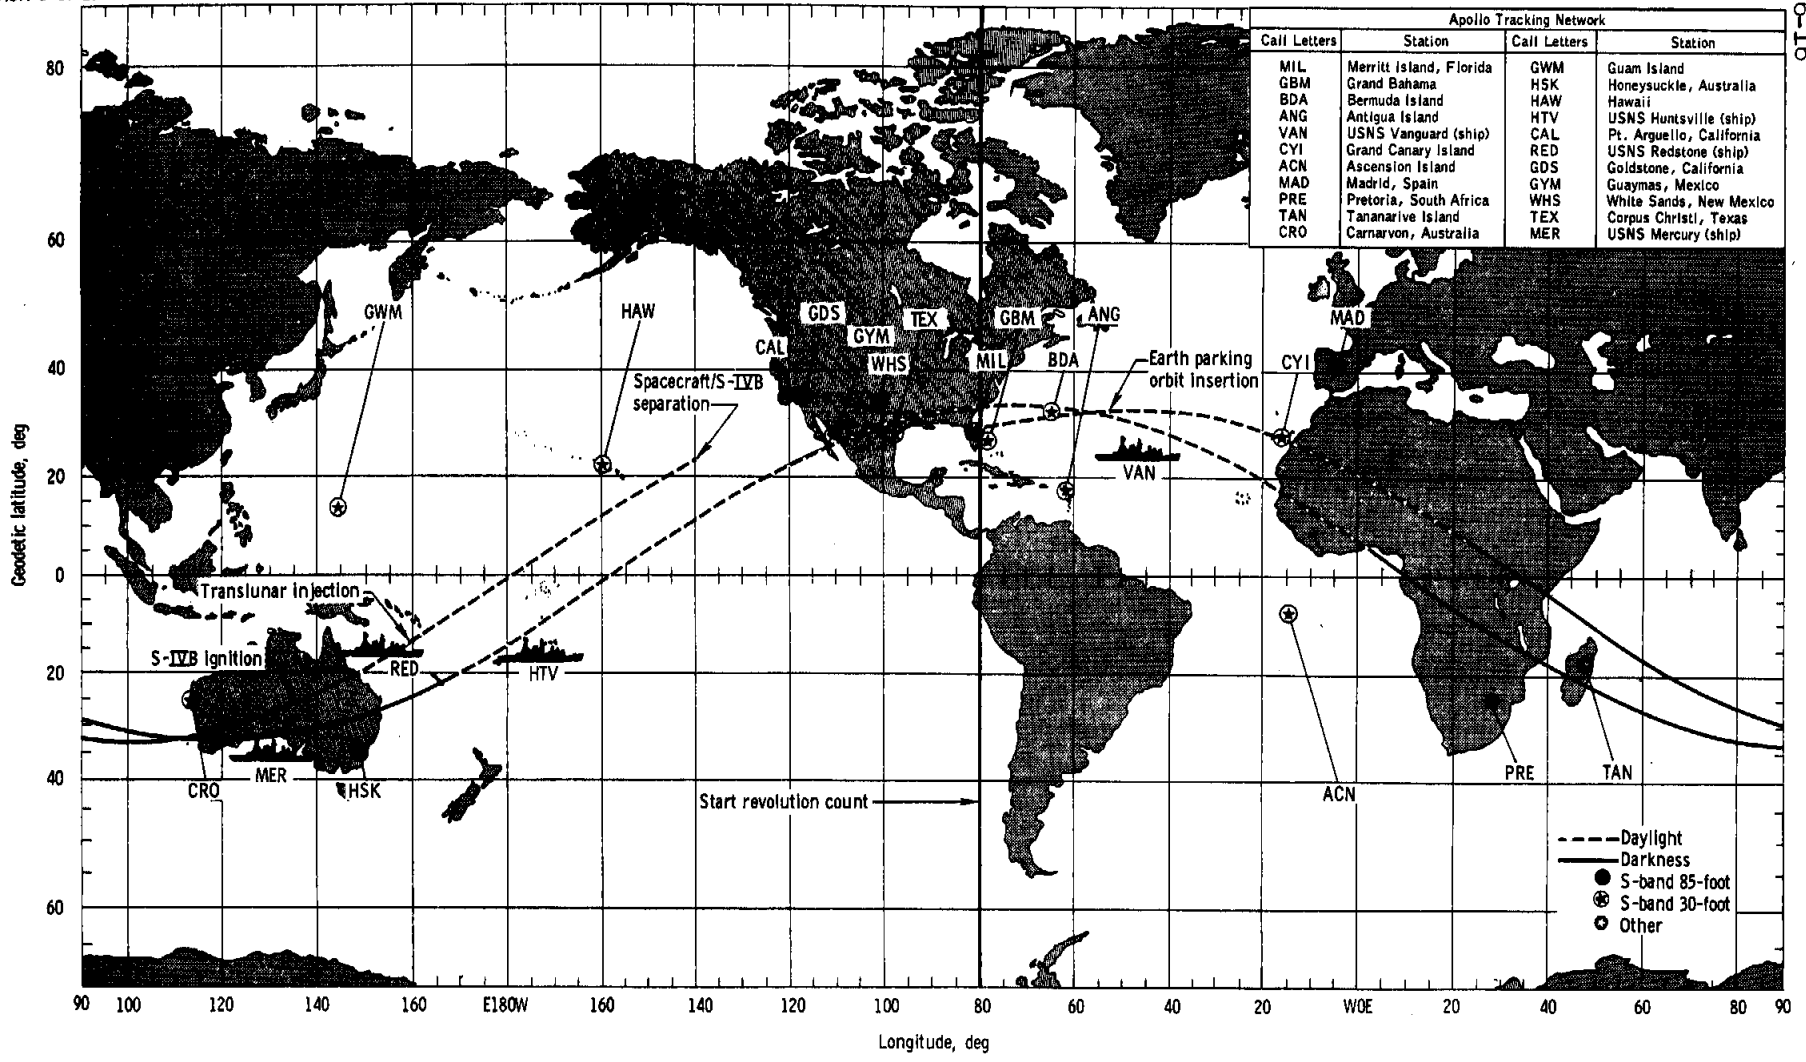 Apollo Tracking Network
Call Letters Station Call Letters Station
MIL Merritt Island, Florida GWM Guam Island
GBM Grand Bahama HSK Honeysuckle, Australia
BDA Bermuda Island HAW Hawaii
ANG Antigua Island HTV USNS Huntsville (ship)
VAN USNS Vanguard (ship) CAL Pt. Arguello, California
CYI Grand Canary Island RED USNS Redstone (ship)
ACN Ascension Island GDS Goldstone, California
MAD Madrid, Spain GYM Guaymas, Mexico
PRE Pretoria, South Africa WHS White Sands, New Mexico
TAN Tananarive Island TEX Corpus Christi, Texas
CRO Carnarvon, Australia MER USNS Mercury (ship)
80
60
40
20
0
20
40
60
Geodetic latitude, deg
GWM
HAW
GDS
TEX
GBM
ANG
MAD
GYM
CAL
WHS
MIL
BDA
Earth parking
orbit insertion
CYI
Spacecraft/S-IVB
separation
VAN
Translunar injection
S-IVB ignition
RED
HTV
MER
CRO
HSK
PRE
TAN
ACN
Start revolution count
Daylight
Darkness
S-band 85-foot
S-band 30-foot
Other
90 100 120 140 160 E180W 160 140 120 100 80 60 40 20 W0E 20 40 60 80 90
Longitude, deg